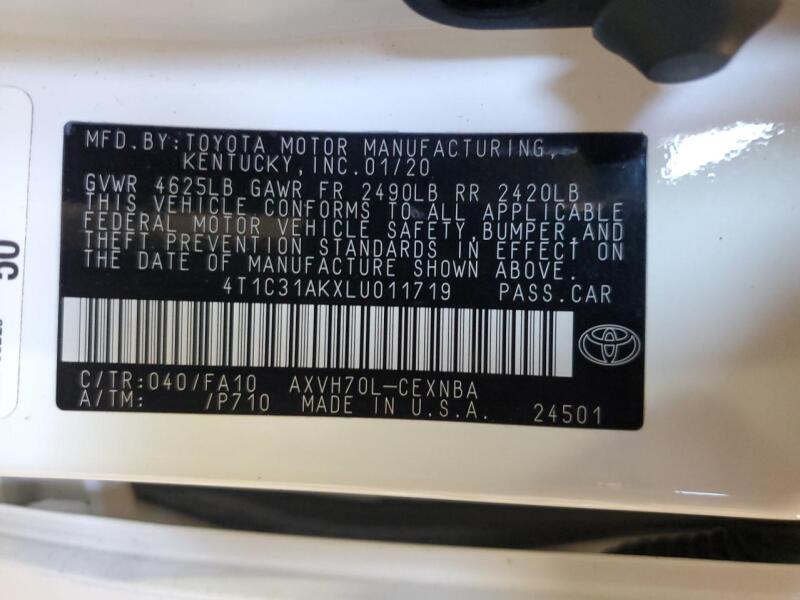 MFD.BY:TOYOTA MOTOR MANUFACTURING,
KENTUCKY,INC.01/20
GVWR 4625LB GAWR FR 2490LB RR 2420LB
THIS VEHICLE CONFORMS TO ALL APPLICABLE
FEDERAL MOTOR VEHICLE SAFETY,BUMPER,AND
THEFT PREVENTION STANDARDS IN EFFECT ON
THE DATE OF MANUFACTURE SHOWN ABOVE.
4T1C31AKXLU011719 PASS.CAR
C/TR:040/FA10 AXVH70L-CEXNBA
A/TM: /P710 MADE IN U.S.A. 24501
50